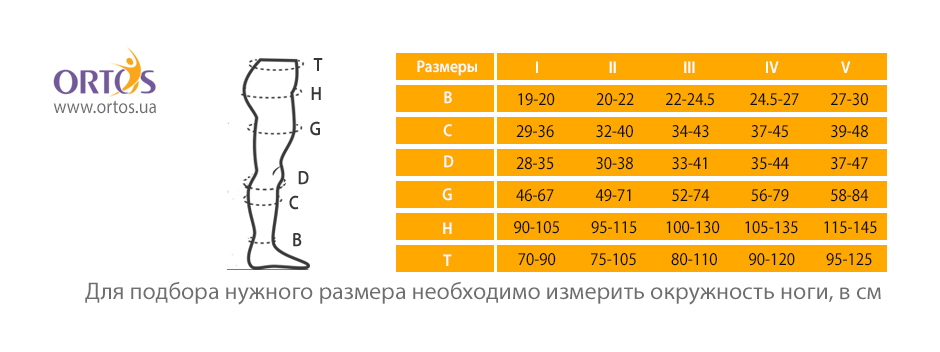 ORTOS
www.ortos.ua
T
H
G
D
C
B
Размеры I II III IV V
B 19-20 20-22 22-24.5 24.5-27 27-30
C 29-36 32-40 34-43 37-45 39-48
D 28-35 30-38 33-41 35-44 37-47
G 46-67 49-71 52-74 56-79 58-84
H 90-105 95-115 100-130 105-135 115-145
T 70-90 75-105 80-110 90-120 95-125
Для подбора нужного размера необходимо измерить окружность ноги, в см